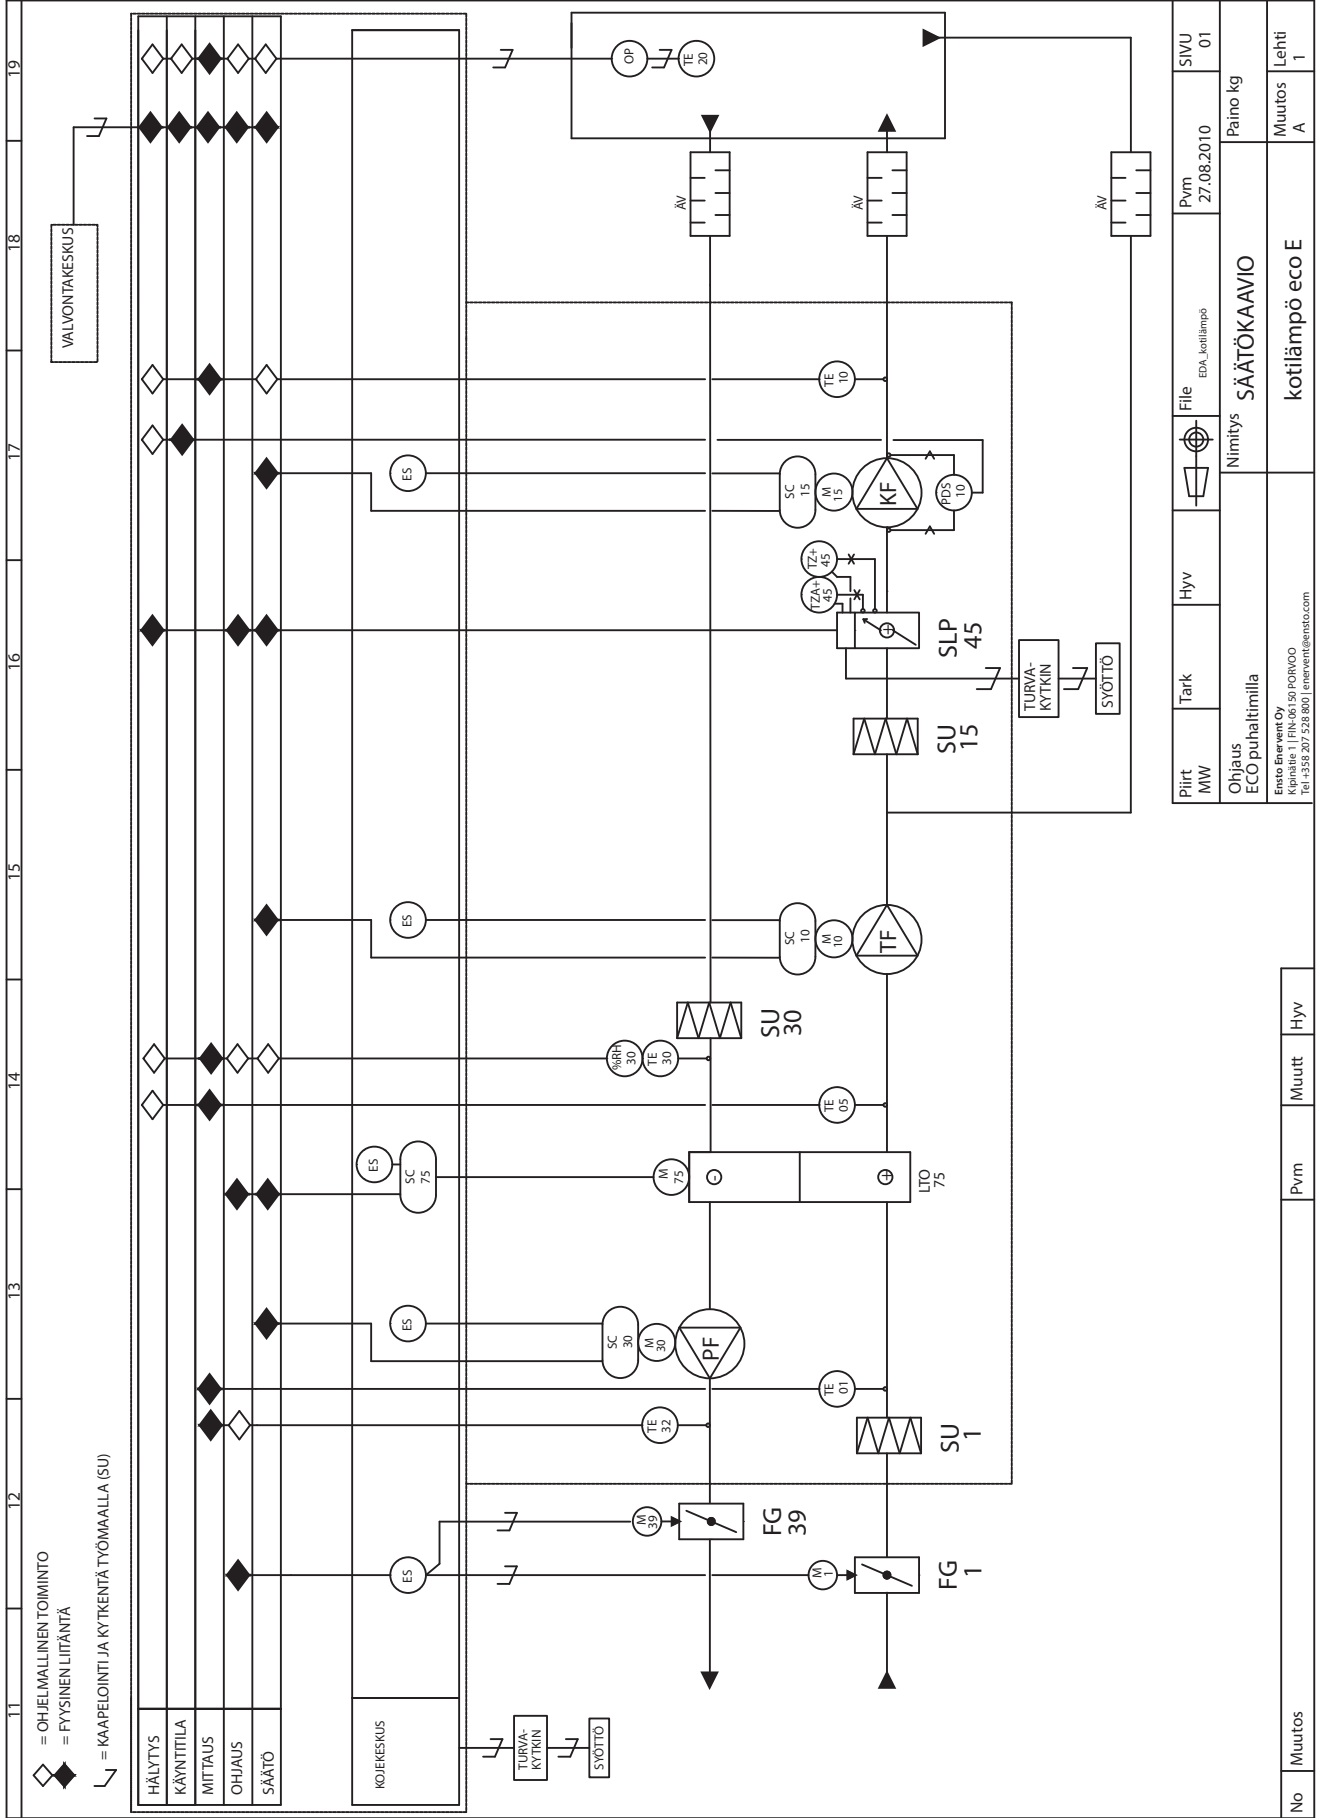 11 12 13 14 15 16 17 18 19
= OHJELMALLINEN TOIMINTO
= FYYSINEN LIITÄNTÄ
= KAAPELOINTI JA KYTKENTÄ TYÖMAALLA (SU)
VALVONTAKESKUS
HÄLYTYS
KÄYNTITILA
MITTAUS
OHJAUS
SÄÄTÖ
KOJEKESKUS
ES
ES
SC
75
ES
ES
ES
TURVA-
KYTKIN
SYÖTTÖ
M
39
FG
39
TE
32
SC
30
M
30
PF
M
75
%RH
30
TE
30
SU
30
ÄV
OP
TE
20
M
1
FG
1
SU
1
TE
01
LTO
75
TE
05
SC
10
M
10
TF
SU
15
SLP
45
TZA+
45
TZ+
45
SC
15
M
15
KF
PDS
10
TE
10
ÄV
TURVA-
KYTKIN
SYÖTTÖ
ÄV
No Muutos Pvm Muutt Hyv
Piirt
MW
Tark
Hyv
File
EDA_kotilämpö
Pvm
27.08.2010
SIVU
01
Ohjaus
ECO puhaltimilla
Nimitys
SÄÄTÖKAAVIO
Paino kg
Ensto Enervent Oy
Kipinätie 1 | FIN-06150 PORVOO
Tel +358 207 528 800 | enervent@ensto.com
kotilämpö eco E
Muutos
A
Lehti
1